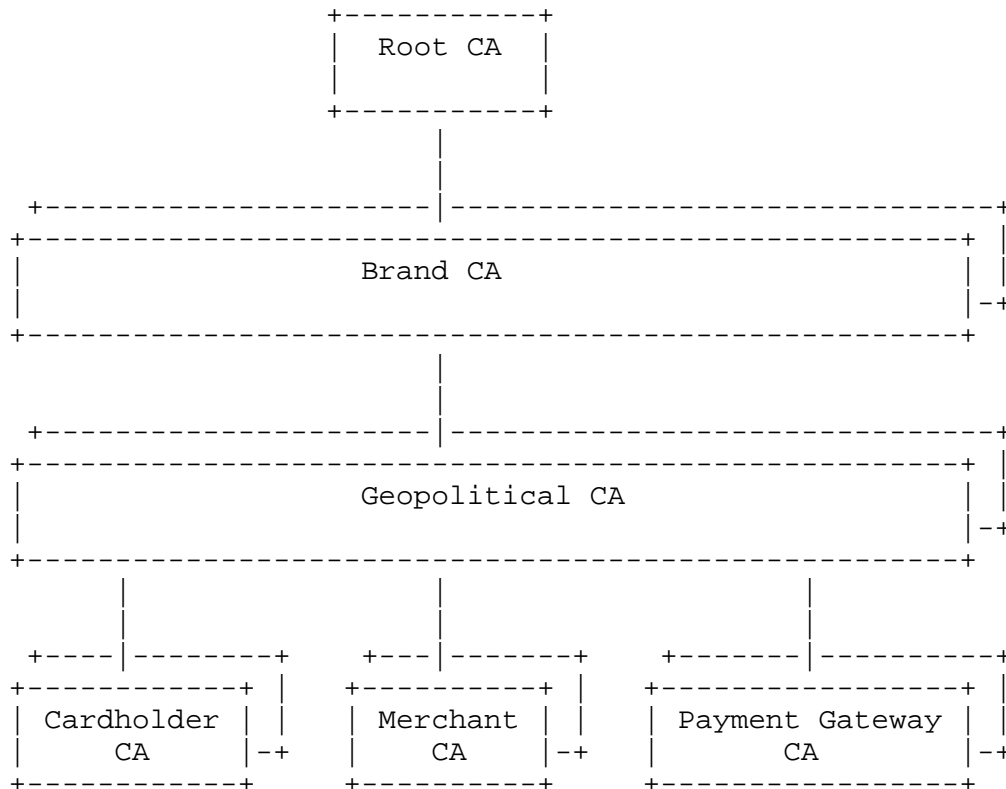 Root CA
Brand CA
Geopolitical CA
Cardholder Merchant Payment Gateway
CA CA CA